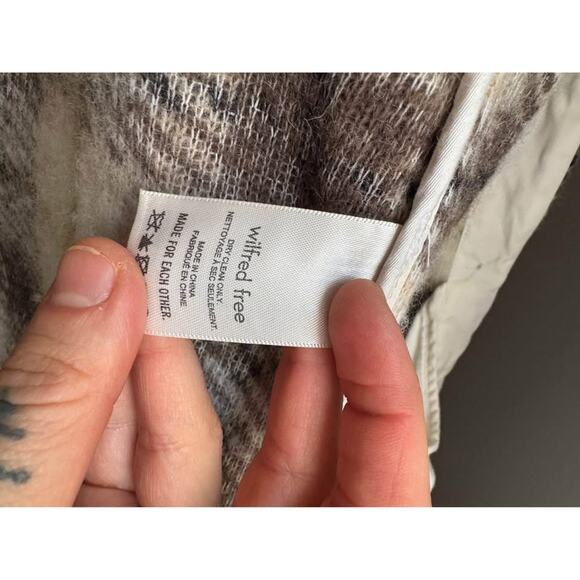 wilfred free
DRY CLEAN ONLY.
NETTOYAGE À SEC SEULEMENT.
MADE IN CHINA
FABRIQUÉ EN CHINE
MADE FOR EACH OTHER.